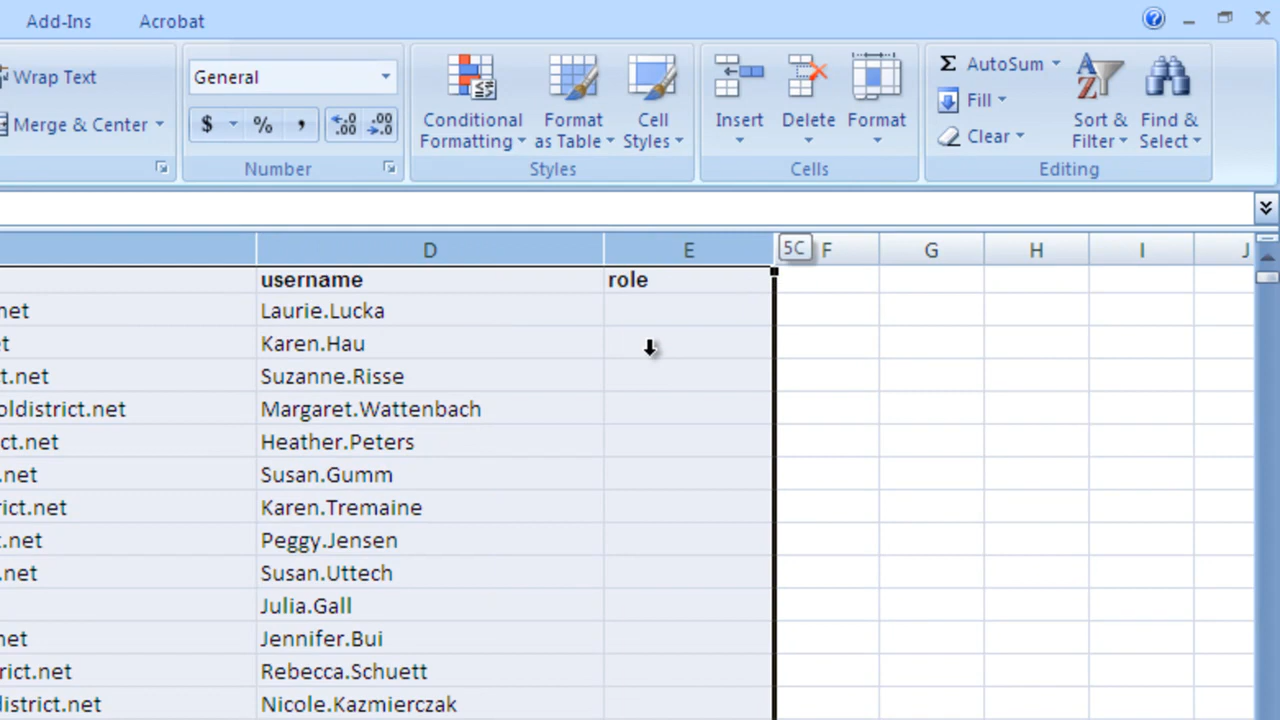 Add-Ins Acrobat
Wrap Text General
Merge & Center $ % , .00 .00
Conditional Formatting Format as Table Cell Styles Insert Delete Format Σ AutoSum Fill Clear Sort & Filter Find & Select
Number Styles Cells Editing
D E 5C F G H I J
username role
net Laurie.Lucka
t Karen.Hau
t.net Suzanne.Risse
oldistrict.net Margaret.Wattenbach
ct.net Heather.Peters
.net Susan.Gumm
rict.net Karen.Tremaine
.net Peggy.Jensen
.net Susan.Uttech
Julia.Gall
net Jennifer.Bui
rict.net Rebecca.Schuett
district.net Nicole.Kazmierczak